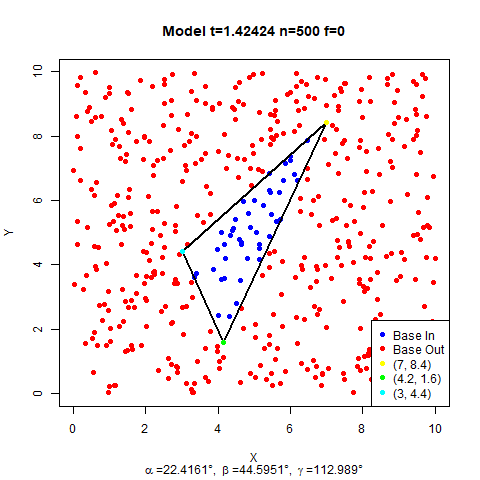 Model t=1.42424 n=500 f=0
10
8
6
4
2
0
Y
Base In
Base Out
(7, 8.4)
(4.2, 1.6)
(3, 4.4)
0 2 4 6 8 10
X
α=22.4161°, β=44.5951°, γ=112.989°